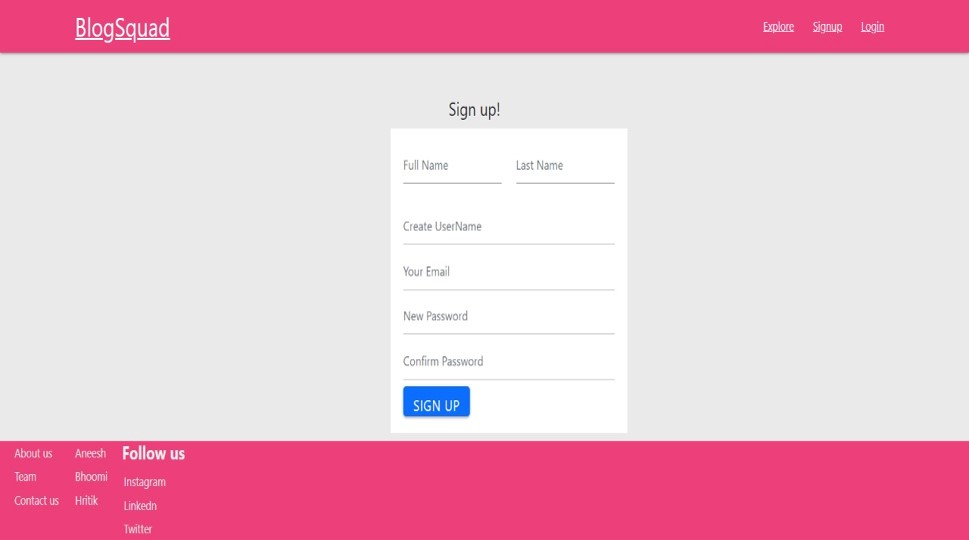 BlogSquad
Explore Signup Login
Sign up!
Full Name Last Name
Create UserName
Your Email
New Password
Confirm Password
SIGN UP
About us Aneesh Follow us
Team Bhoomi Instagram
Contact us Hritik Linkedn
Twitter